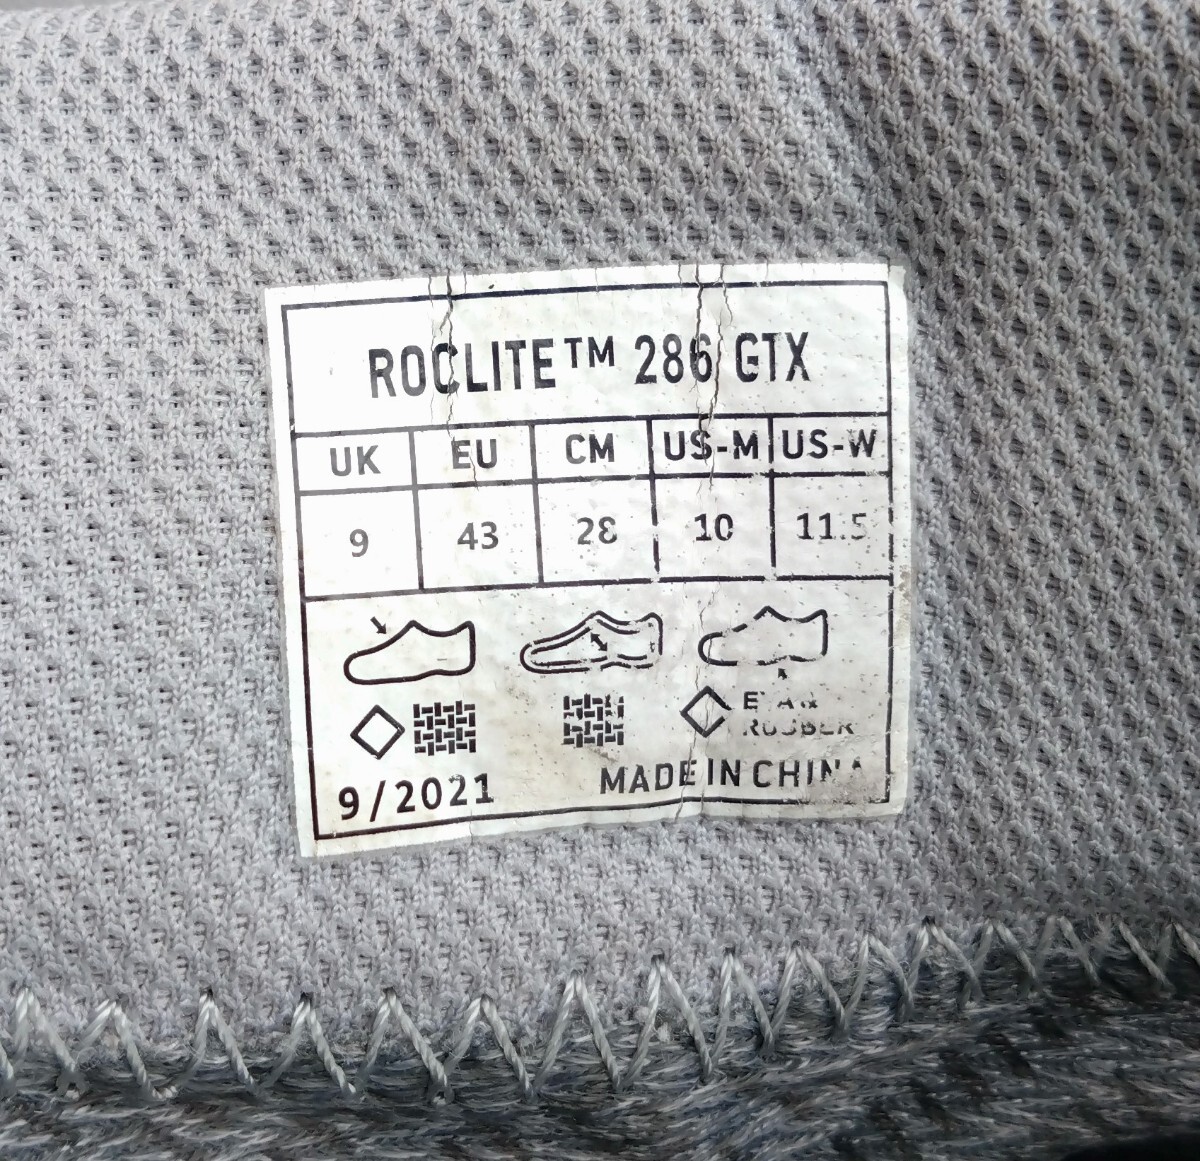 ROCLITE™ 286 GTX
UK EU CM US-M US-W
9 43 28 10 11.5
RUBBER
9/2021 MADE IN CHINA